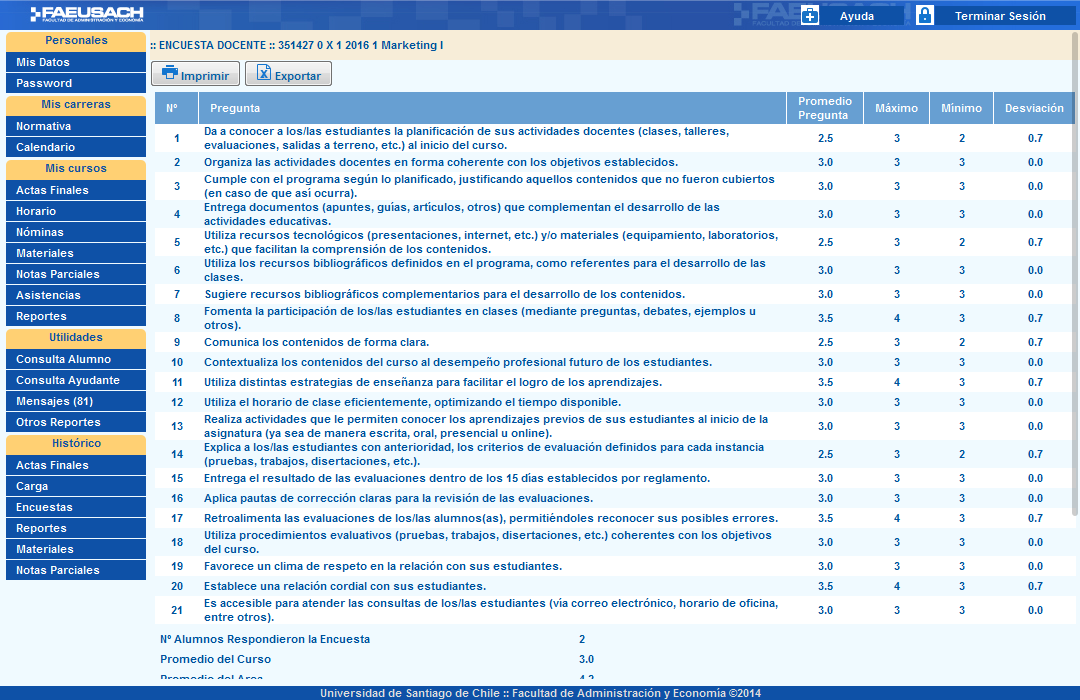 FAEUSACH
FACULTAD DE ADMINISTRACIÓN Y ECONOMÍA
FAEUSACH
Ayuda
Terminar Sesión
Personales
Mis Datos
Password
Mis carreras
Normativa
Calendario
Mis cursos
Actas Finales
Horario
Nóminas
Materiales
Notas Parciales
Asistencias
Reportes
Utilidades
Consulta Alumno
Consulta Ayudante
Mensajes (81)
Otros Reportes
Histórico
Actas Finales
Carga
Encuestas
Reportes
Materiales
Notas Parciales
:: ENCUESTA DOCENTE :: 351427 0 X 1 2016 1 Marketing I
Imprimir
Exportar
Nº Pregunta Promedio Pregunta Máximo Mínimo Desviación
1 Da a conocer a los/las estudiantes la planificación de sus actividades docentes (clases, talleres,
evaluaciones, salidas a terreno, etc.) al inicio del curso. 2.5 3 2 0.7
2 Organiza las actividades docentes en forma coherente con los objetivos establecidos. 3.0 3 3 0.0
3 Cumple con el programa según lo planificado, justificando aquellos contenidos que no fueron cubiertos
(en caso de que así ocurra). 3.0 3 3 0.0
4 Entrega documentos (apuntes, guías, artículos, otros) que complementan el desarrollo de las
actividades educativas. 3.0 3 3 0.0
5 Utiliza recursos tecnológicos (presentaciones, internet, etc.) y/o materiales (equipamiento, laboratorios,
etc.) que facilitan la comprensión de los contenidos. 2.5 3 2 0.7
6 Utiliza los recursos bibliográficos definidos en el programa, como referentes para el desarrollo de las
clases. 3.0 3 3 0.0
7 Sugiere recursos bibliográficos complementarios para el desarrollo de los contenidos. 3.0 3 3 0.0
8 Fomenta la participación de los/las estudiantes en clases (mediante preguntas, debates, ejemplos u
otros). 3.5 4 3 0.7
9 Comunica los contenidos de forma clara. 2.5 3 2 0.7
10 Contextualiza los contenidos del curso al desempeño profesional futuro de los estudiantes. 3.0 3 3 0.0
11 Utiliza distintas estrategias de enseñanza para facilitar el logro de los aprendizajes. 3.5 4 3 0.7
12 Utiliza el horario de clase eficientemente, optimizando el tiempo disponible. 3.0 3 3 0.0
13 Realiza actividades que le permiten conocer los aprendizajes previos de sus estudiantes al inicio de la
asignatura (ya sea de manera escrita, oral, presencial u online). 3.0 3 3 0.0
14 Explica a los/las estudiantes con anterioridad, los criterios de evaluación definidos para cada instancia
(pruebas, trabajos, disertaciones, etc.). 2.5 3 2 0.7
15 Entrega el resultado de las evaluaciones dentro de los 15 días establecidos por reglamento. 3.0 3 3 0.0
16 Aplica pautas de corrección claras para la revisión de las evaluaciones. 3.0 3 3 0.0
17 Retroalimenta las evaluaciones de los/las alumnos(as), permitiéndoles reconocer sus posibles errores. 3.5 4 3 0.7
18 Utiliza procedimientos evaluativos (pruebas, trabajos, disertaciones, etc.) coherentes con los objetivos
del curso. 3.0 3 3 0.0
19 Favorece un clima de respeto en la relación con sus estudiantes. 3.0 3 3 0.0
20 Establece una relación cordial con sus estudiantes. 3.5 4 3 0.7
21 Es accesible para atender las consultas de los/las estudiantes (vía correo electrónico, horario de oficina,
entre otros). 3.0 3 3 0.0
Nº Alumnos Respondieron la Encuesta 2
Promedio del Curso 3.0
Promedio del Area 4.2
Universidad de Santiago de Chile :: Facultad de Administración y Economía ©2014